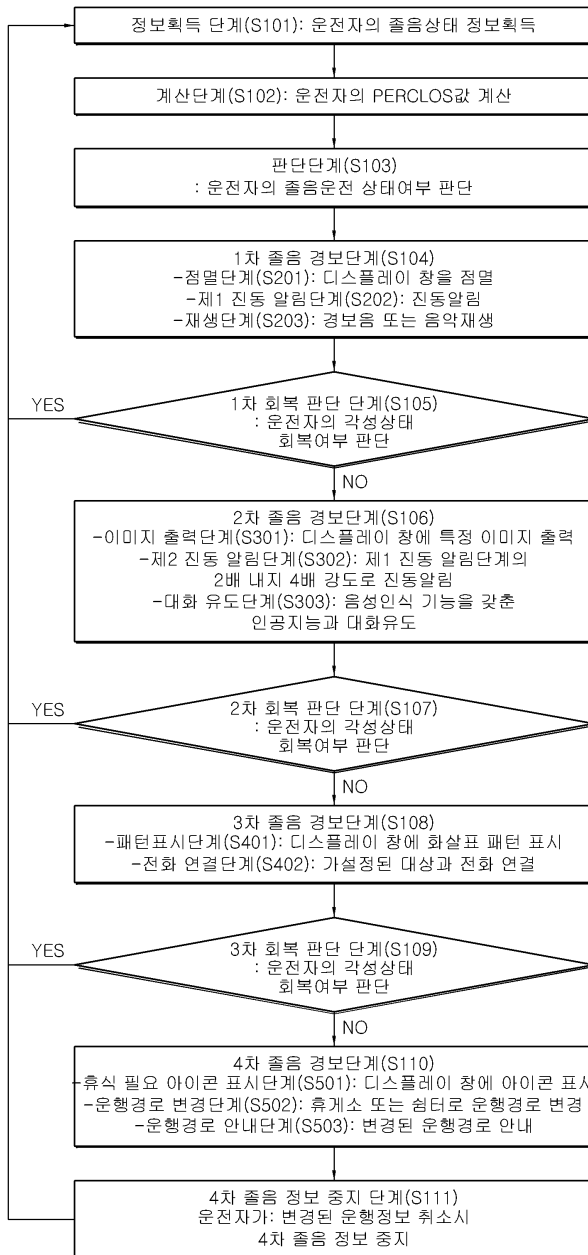 정보획득 단계(S101): 운전자의 졸음상태 정보획득
계산단계(S102): 운전자의 PERCLOS값 계산
판단단계(S103)
: 운전자의 졸음운전 상태여부 판단
1차 졸음 경보단계(S104)
-점멸단계(S201): 디스플레이 창을 점멸
-제1 진동 알림단계(S202): 진동알림
-재생단계(S203): 경보음 또는 음악재생
YES
1차 회복 판단 단계(S105)
: 운전자의 각성상태
회복여부 판단
NO
2차 졸음 경보단계(S106)
-이미지 출력단계(S301): 디스플레이 창에 특정 이미지 출력
-제2 진동 알림단계(S302): 제1 진동 알림단계의
2배 내지 4배 강도로 진동알림
-대화 유도단계(S303): 음성인식 기능을 갖춘
인공지능과 대화유도
YES
2차 회복 판단 단계(S107)
: 운전자의 각성상태
회복여부 판단
NO
3차 졸음 경보단계(S108)
-패턴표시단계(S401): 디스플레이 창에 화살표 패턴 표시
-전화 연결단계(S402): 가설정된 대상과 전화 연결
YES
3차 회복 판단 단계(S109)
: 운전자의 각성상태
회복여부 판단
NO
4차 졸음 경보단계(S110)
-휴식 필요 아이콘 표시단계(S501): 디스플레이 창에 아이콘 표시
-운행경로 변경단계(S502): 휴게소 또는 쉼터로 운행경로 변경
-운행경로 안내단계(S503): 변경된 운행경로 안내
4차 졸음 정보 중지 단계(S111)
운전자가: 변경된 운행정보 취소시
4차 졸음 정보 중지